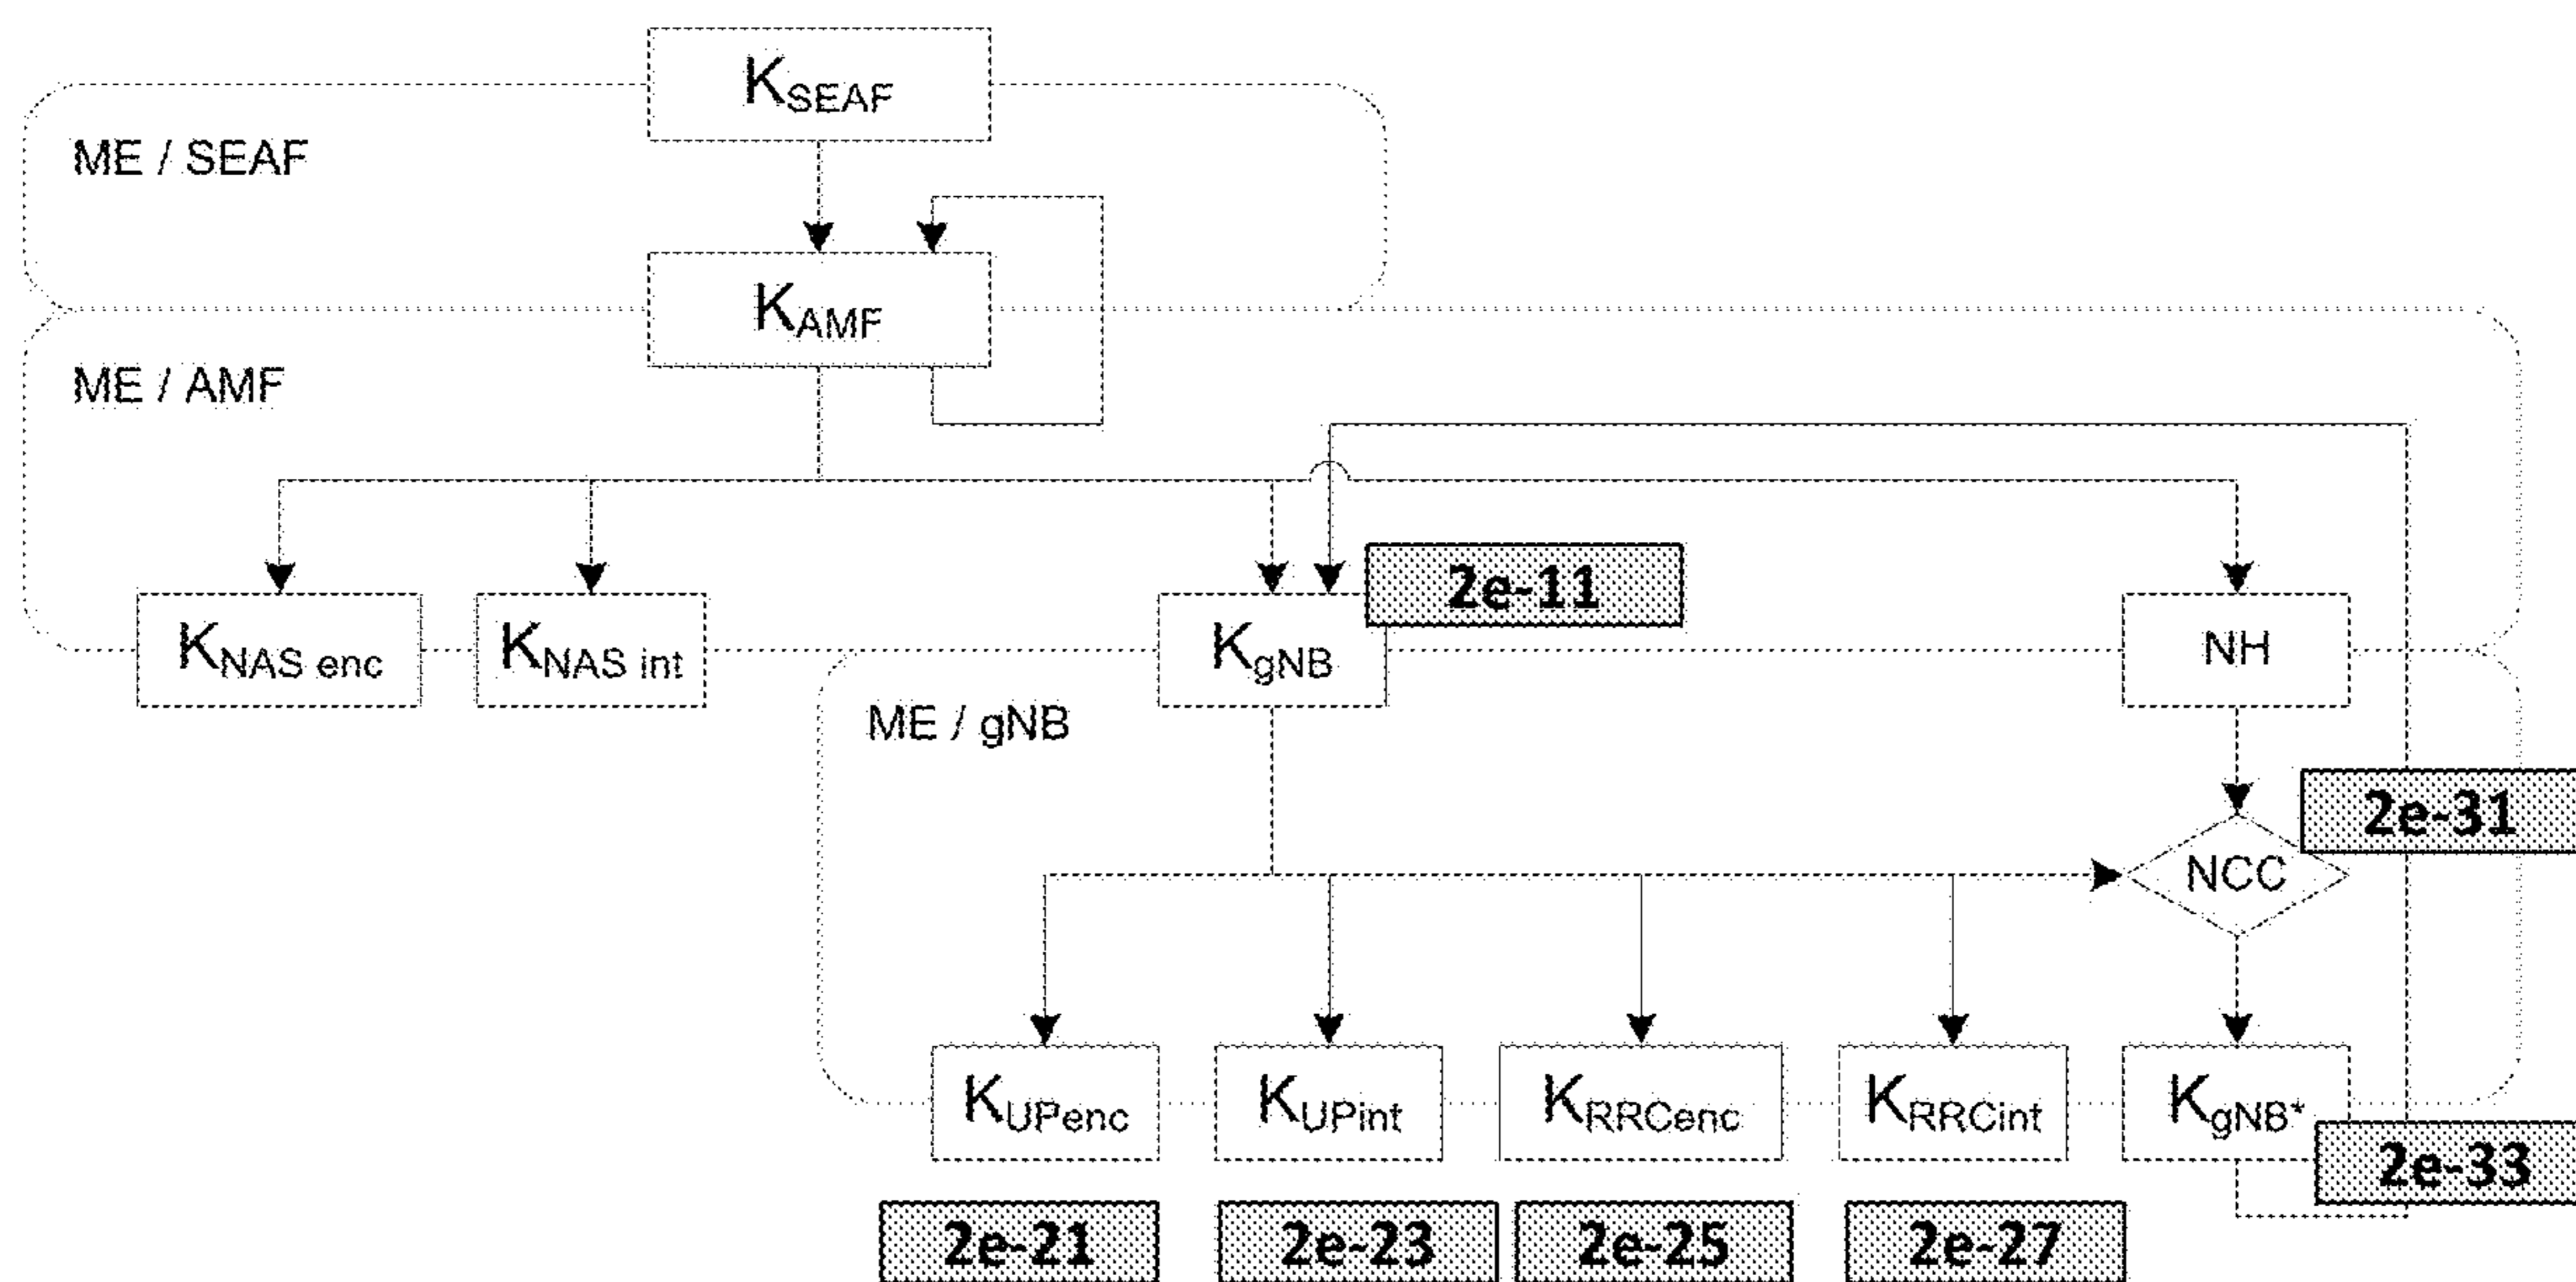 KSEAF
ME / SEAF
KAMF
ME / AMF
2e-11
KNAS enc
KNAS int
KgNB
NH
ME / gNB
2e-31
NCC
KUPenc
KUPint
KRRCenc
KRRCint
KgNB*
2e-33
2e-21
2e-23
2e-25
2e-27